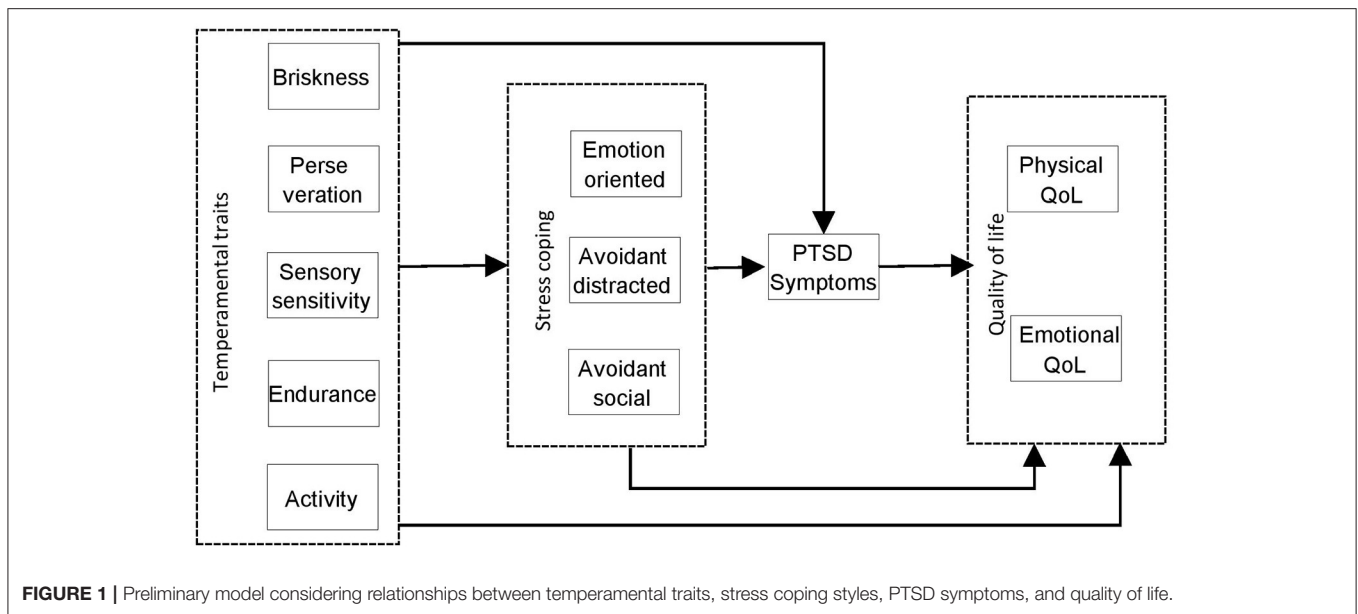 Temperamental traits
Briskness
Perse
veration
Sensory
sensitivity
Endurance
Activity
Stress coping
Emotion
oriented
Avoidant
distracted
Avoidant
social
PTSD
Symptoms
Quality of life
Physical
QoL
Emotional
QoL
FIGURE 1 | Preliminary model considering relationships between temperamental traits, stress coping styles, PTSD symptoms, and quality of life.